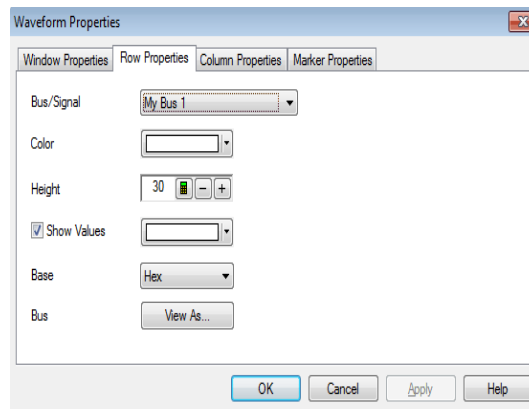 Waveform Properties
Window Properties Row Properties Column Properties Marker Properties
Bus/Signal My Bus 1
Color
Height 30
Show Values
Base Hex
Bus View As...
OK Cancel Apply Help